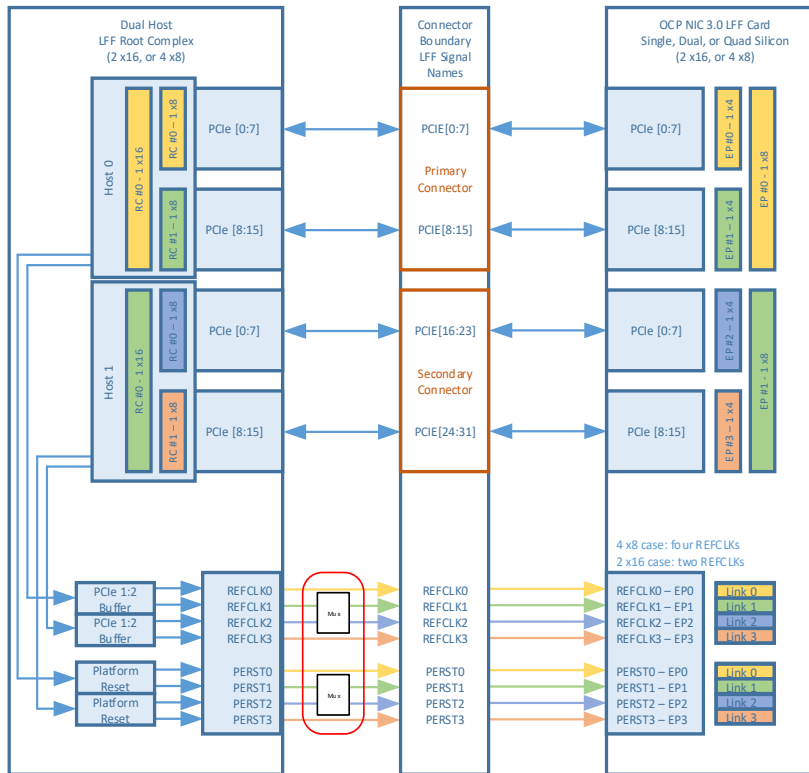 Dual Host
LFF Root Complex
(2 x16, or 4 x8)
Connector
Boundary
LFF Signal
Names
OCP NIC 3.0 LFF Card
Single, Dual, or Quad Silicon
(2 x16, or 4 x8)
Host 0
RC #0 - 1 x16
RC #0 – 1 x8
PCIe [0:7]
PCIE[0:7]
PCIe [0:7]
EP #0 – 1 x4
EP #0 - 1 x8
Primary
Connector
RC #1 – 1 x8
PCIe [8:15]
PCIE[8:15]
PCIe [8:15]
EP #1 – 1 x4
Host 1
RC #0 - 1 x16
RC #0 – 1 x8
PCIe [0:7]
PCIE[16:23]
PCIe [0:7]
EP #2 – 1 x4
EP #1 - 1 x8
Secondary
Connector
RC #1 – 1 x8
PCIe [8:15]
PCIE[24:31]
PCIe [8:15]
EP #3 – 1 x4
4 x8 case: four REFCLKs
2 x16 case: two REFCLKs
PCIe 1:2
Buffer
PCIe 1:2
Buffer
REFCLK0
REFCLK1
REFCLK2
REFCLK3
Mux
REFCLK0
REFCLK1
REFCLK2
REFCLK3
REFCLK0 – EP0
REFCLK1 – EP1
REFCLK2 – EP2
REFCLK3 – EP3
Link 0
Link 1
Link 2
Link 3
Platform
Reset
Platform
Reset
PERST0
PERST1
PERST2
PERST3
Mux
PERST0
PERST1
PERST2
PERST3
PERST0 – EP0
PERST1 – EP1
PERST2 – EP2
PERST3 – EP3
Link 0
Link 1
Link 2
Link 3